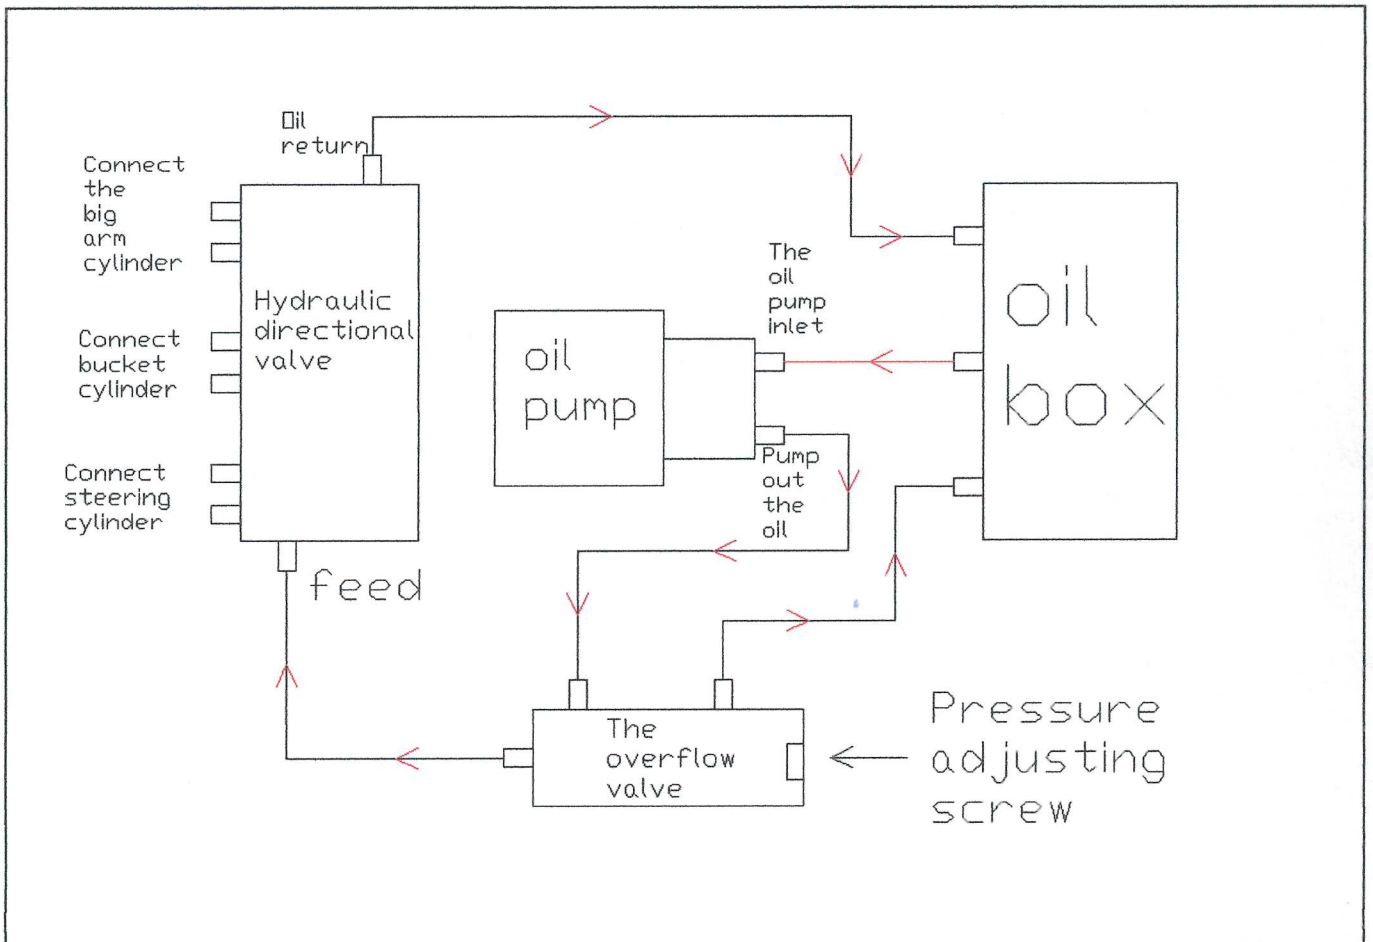 Oil
return
Connect
the
big
arm
cylinder
Hydraulic
directional
valve
Connect
bucket
cylinder
Connect
steering
cylinder
feed
The
oil
pump
inlet
oil
pump
Pump
out
the
oil
oil
box
The
overflow
valve
Pressure
adjusting
screw